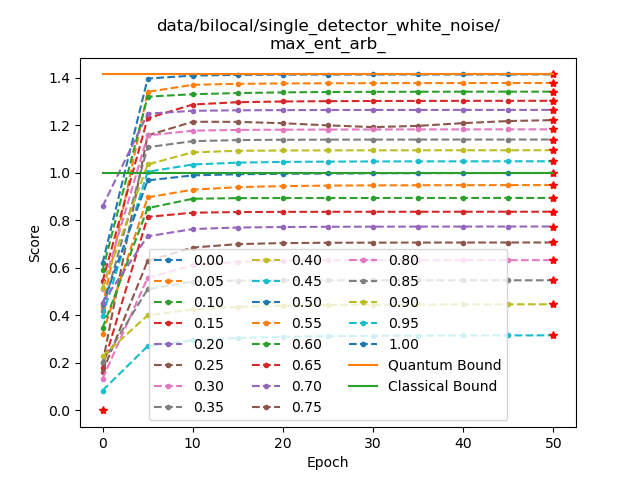 data/bilocal/single_detector_white_noise/
max_ent_arb_
Score
1.4
1.2
1.0
0.8
0.6
0.4
0.2
0.0
0.00 0.40 0.80
0.05 0.45 0.85
0.10 0.50 0.90
0.15 0.55 0.95
0.20 0.60 1.00
0.25 0.65 Quantum Bound
0.30 0.70 Classical Bound
0.35 0.75
0 10 20 30 40 50
Epoch